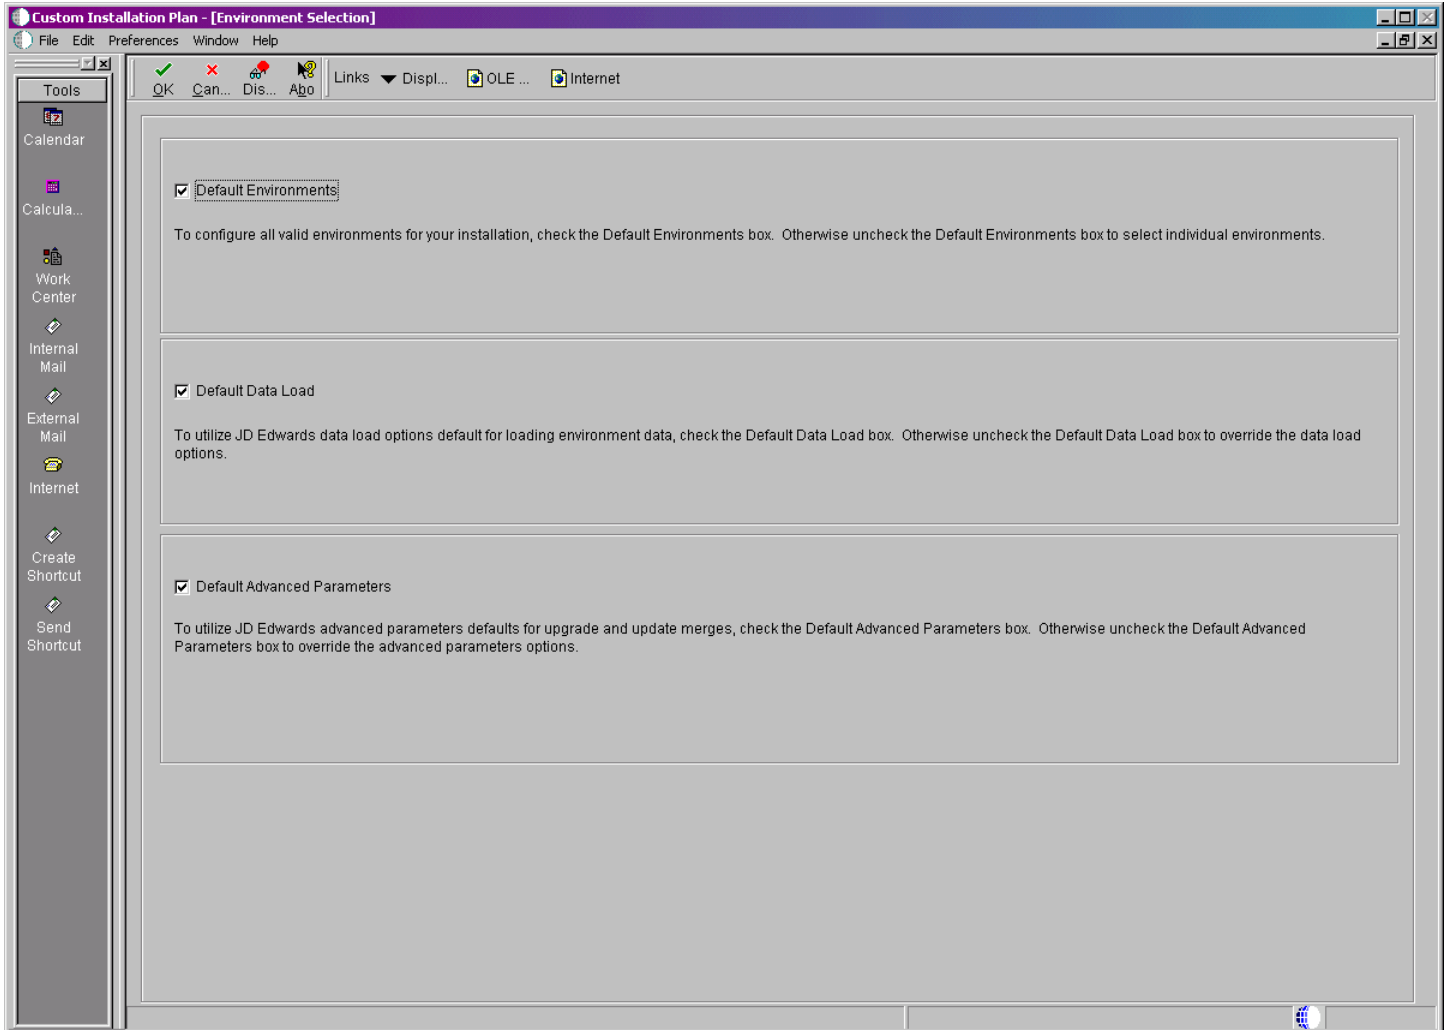 Custom Installation Plan - [Environment Selection]
File Edit Preferences Window Help
Tools
OK Can... Dis... Abo Links Displ... OLE ... Internet
Calendar
Calcula...
Work
Center
Internal
Mail
External
Mail
Internet
Create
Shortcut
Send
Shortcut
Default Environments
To configure all valid environments for your installation, check the Default Environments box. Otherwise uncheck the Default Environments box to select individual environments.
Default Data Load
To utilize JD Edwards data load options default for loading environment data, check the Default Data Load box. Otherwise uncheck the Default Data Load box to override the data load
options.
Default Advanced Parameters
To utilize JD Edwards advanced parameters defaults for upgrade and update merges, check the Default Advanced Parameters box. Otherwise uncheck the Default Advanced
Parameters box to override the advanced parameters options.